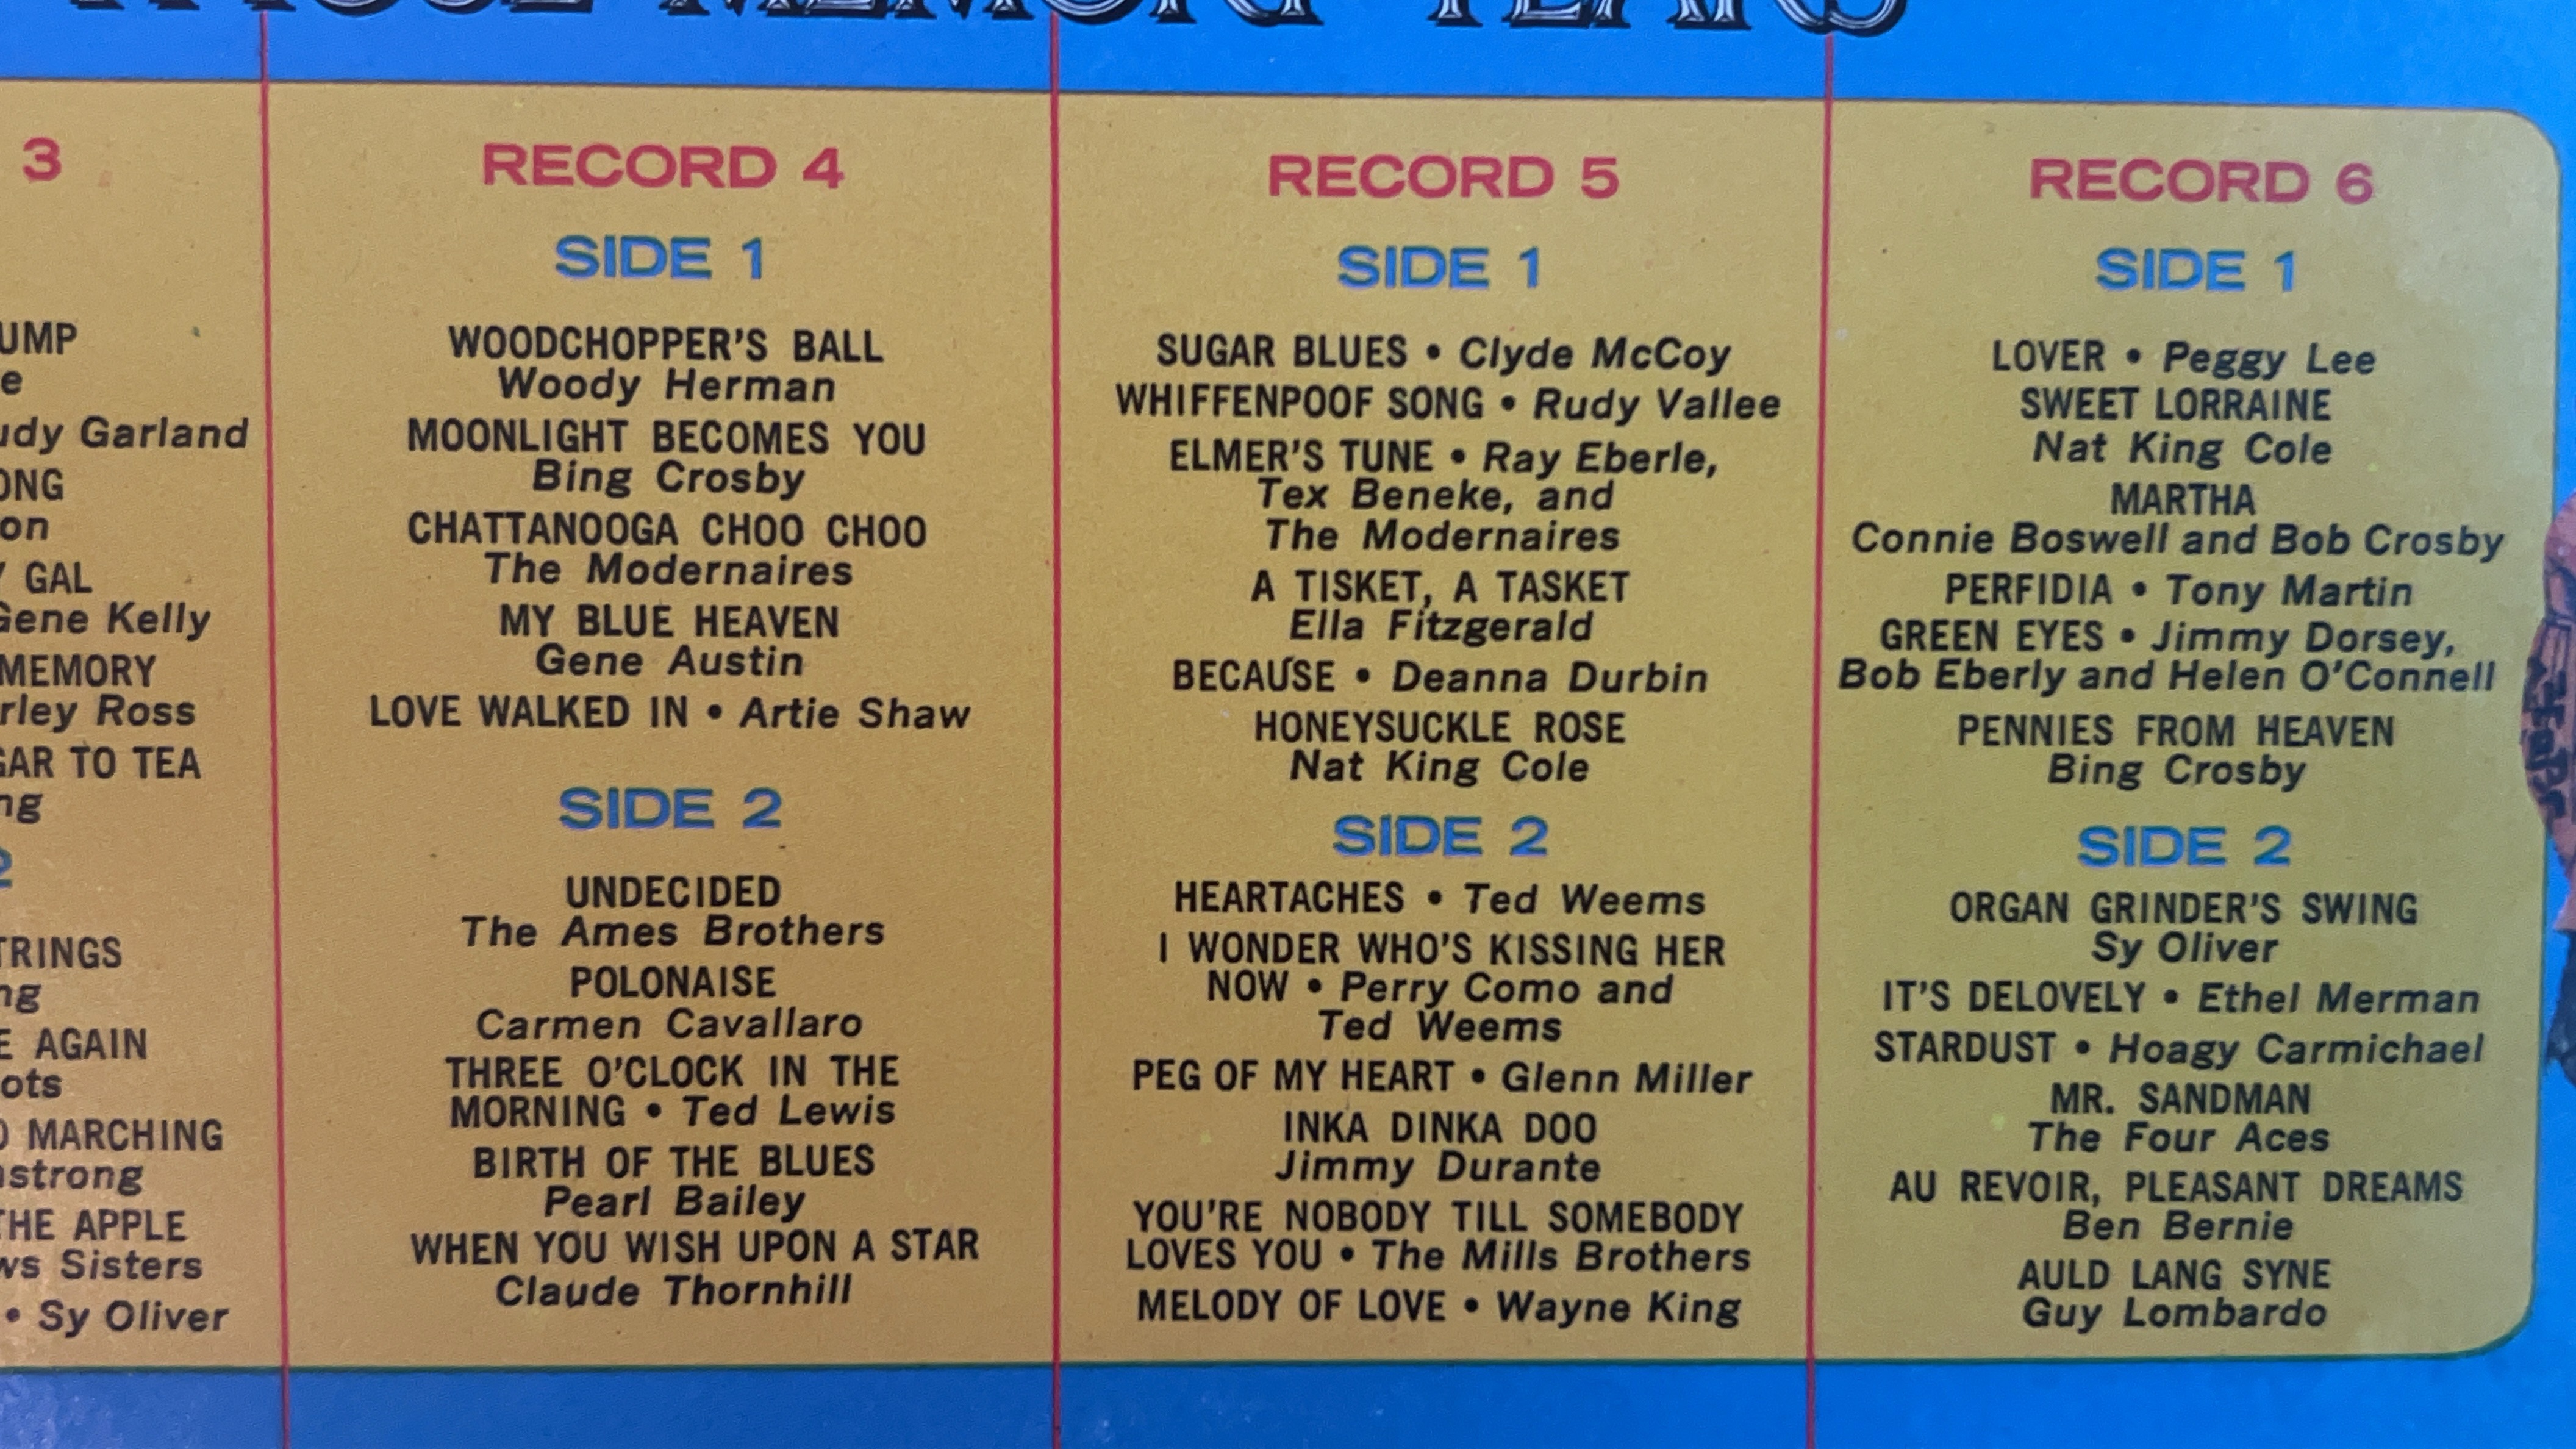 THOSE MEMORY YEARS
3
UMP
e
udy Garland
ONG
on
Y GAL
Gene Kelly
MEMORY
rley Ross
GAR TO TEA
ng
2
TRINGS
ng
E AGAIN
ots
O MARCHING
nstrong
THE APPLE
ws Sisters
• Sy Oliver
RECORD 4
SIDE 1
WOODCHOPPER'S BALL
Woody Herman
MOONLIGHT BECOMES YOU
Bing Crosby
CHATTANOOGA CHOO CHOO
The Modernaires
MY BLUE HEAVEN
Gene Austin
LOVE WALKED IN • Artie Shaw
SIDE 2
UNDECIDED
The Ames Brothers
POLONAISE
Carmen Cavallaro
THREE O'CLOCK IN THE
MORNING • Ted Lewis
BIRTH OF THE BLUES
Pearl Bailey
WHEN YOU WISH UPON A STAR
Claude Thornhill
RECORD 5
SIDE 1
SUGAR BLUES • Clyde McCoy
WHIFFENPOOF SONG • Rudy Vallee
ELMER'S TUNE • Ray Eberle,
Tex Beneke, and
The Modernaires
A TISKET, A TASKET
Ella Fitzgerald
BECAUSE • Deanna Durbin
HONEYSUCKLE ROSE
Nat King Cole
SIDE 2
HEARTACHES • Ted Weems
I WONDER WHO'S KISSING HER
NOW • Perry Como and
Ted Weems
PEG OF MY HEART • Glenn Miller
INKA DINKA DOO
Jimmy Durante
YOU'RE NOBODY TILL SOMEBODY
LOVES YOU • The Mills Brothers
MELODY OF LOVE • Wayne King
RECORD 6
SIDE 1
LOVER • Peggy Lee
SWEET LORRAINE
Nat King Cole
MARTHA
Connie Boswell and Bob Crosby
PERFIDIA • Tony Martin
GREEN EYES • Jimmy Dorsey,
Bob Eberly and Helen O'Connell
PENNIES FROM HEAVEN
Bing Crosby
SIDE 2
ORGAN GRINDER'S SWING
Sy Oliver
IT'S DELOVELY • Ethel Merman
STARDUST • Hoagy Carmichael
MR. SANDMAN
The Four Aces
AU REVOIR, PLEASANT DREAMS
Ben Bernie
AULD LANG SYNE
Guy Lombardo